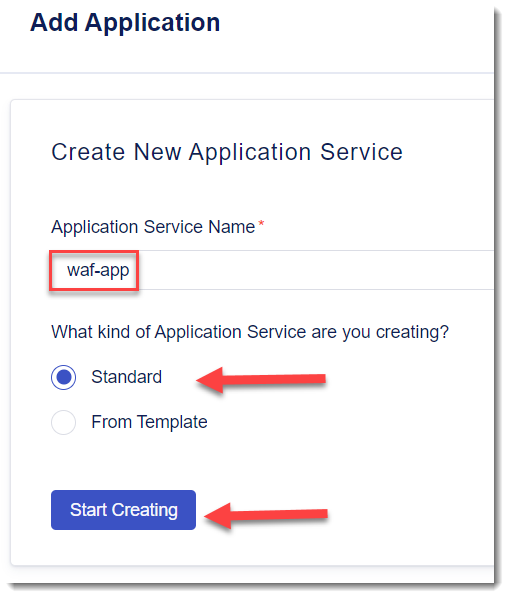 Add Application
Create New Application Service
Application Service Name *
waf-app
What kind of Application Service are you creating?
Standard
From Template
Start Creating